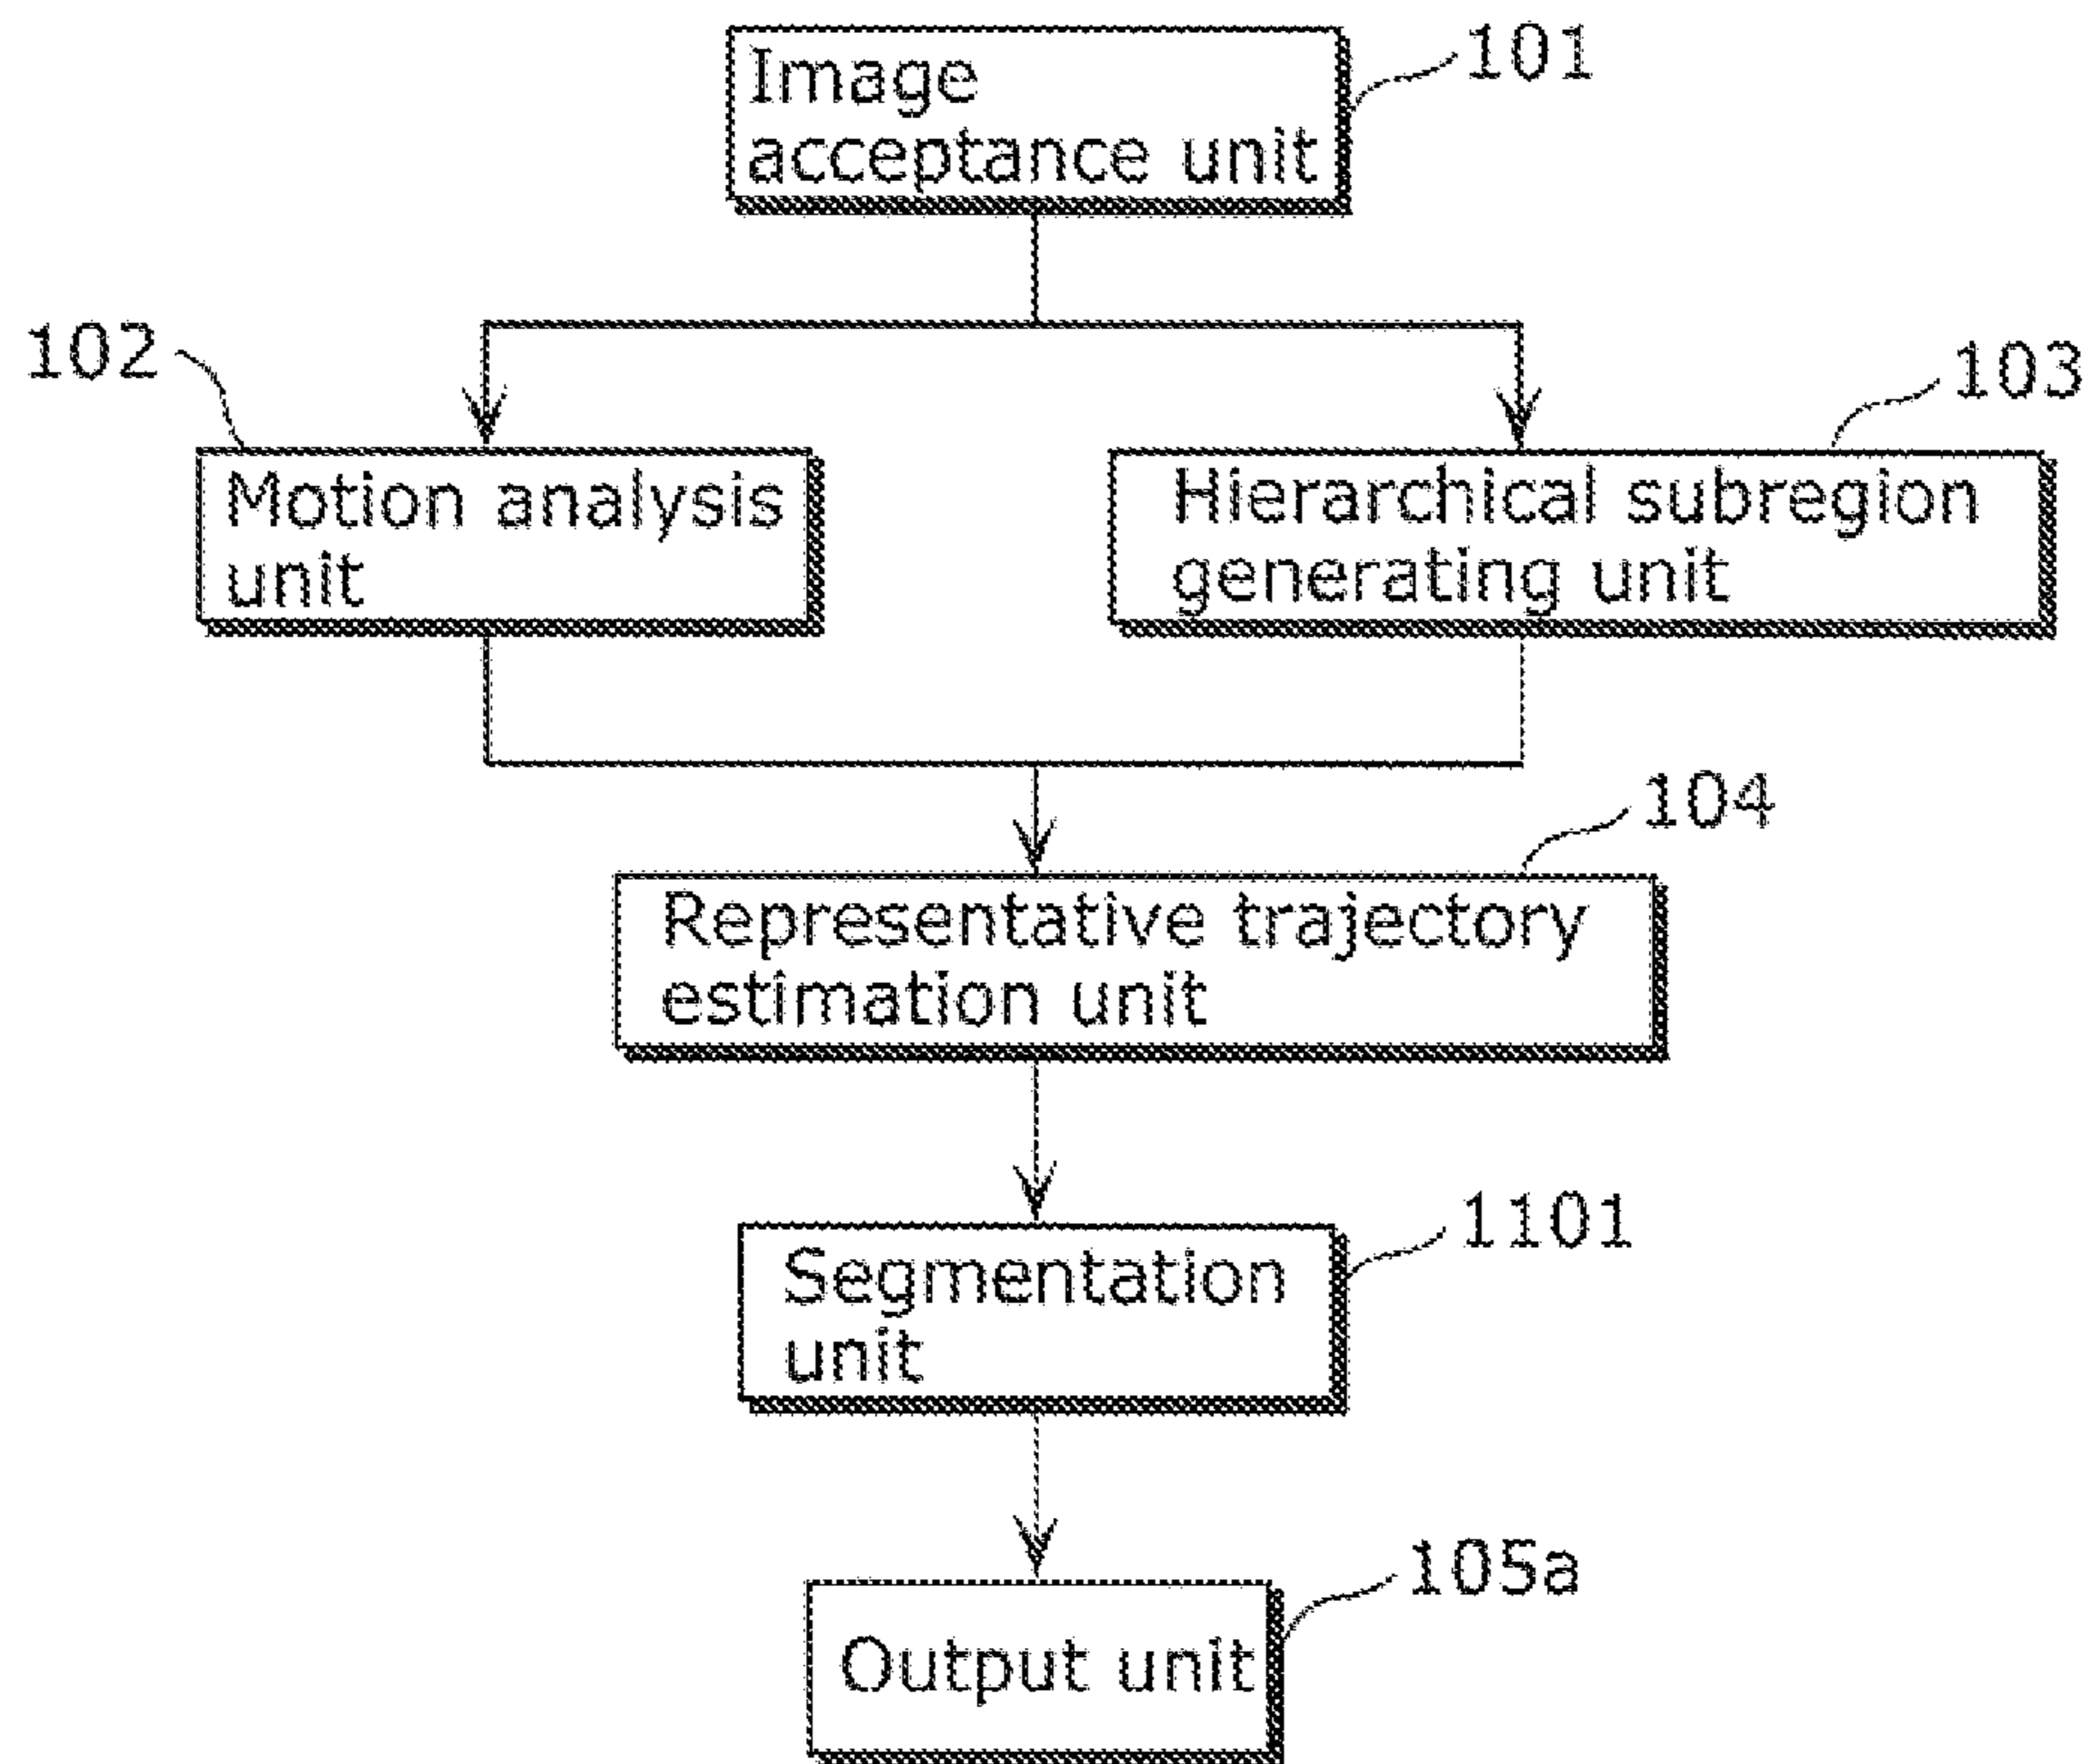 Image
acceptance unit
101
102
103
Motion analysis
unit
Hierarchical subregion
generating unit
104
Representative trajectory
estimation unit
1101
Segmentation
unit
105a
Output unit